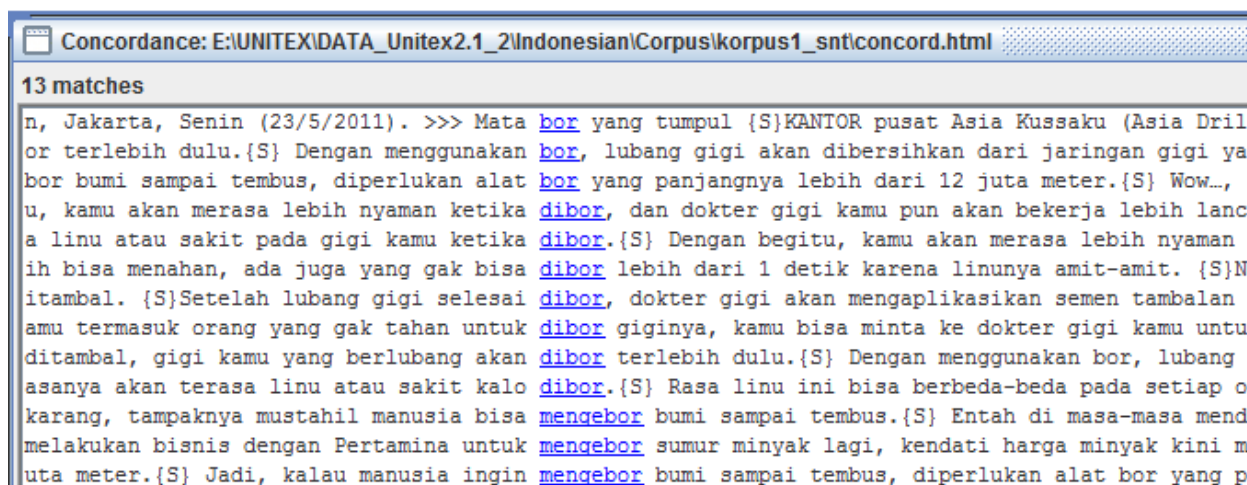 Concordance: E:\UNITEX\DATA_Unitex2.1_2\Indonesian\Corpus\korpus1_snt\concord.html
13 matches
n, Jakarta, Senin (23/5/2011). >>> Mata bor yang tumpul {S}KANTOR pusat Asia Kussaku (Asia Dril
or terlebih dulu.{S} Dengan menggunakan bor, lubang gigi akan dibersihkan dari jaringan gigi ya
bor bumi sampai tembus, diperlukan alat bor yang panjangnya lebih dari 12 juta meter.{S} Wow…,
u, kamu akan merasa lebih nyaman ketika dibor, dan dokter gigi kamu pun akan bekerja lebih lanc
a linu atau sakit pada gigi kamu ketika dibor.{S} Dengan begitu, kamu akan merasa lebih nyaman
ih bisa menahan, ada juga yang gak bisa dibor lebih dari 1 detik karena linunya amit-amit. {S}N
itambal. {S}Setelah lubang gigi selesai dibor, dokter gigi akan mengaplikasikan semen tambalan
amu termasuk orang yang gak tahan untuk dibor giginya, kamu bisa minta ke dokter gigi kamu untu
ditambal, gigi kamu yang berlubang akan dibor terlebih dulu.{S} Dengan menggunakan bor, lubang
asanya akan terasa linu atau sakit kalo dibor.{S} Rasa linu ini bisa berbeda-beda pada setiap o
karang, tampaknya mustahil manusia bisa mengebor bumi sampai tembus.{S} Entah di masa-masa mend
melakukan bisnis dengan Pertamina untuk mengebor sumur minyak lagi, kendati harga minyak kini m
uta meter.{S} Jadi, kalau manusia ingin mengebor bumi sampai tembus, diperlukan alat bor yang p